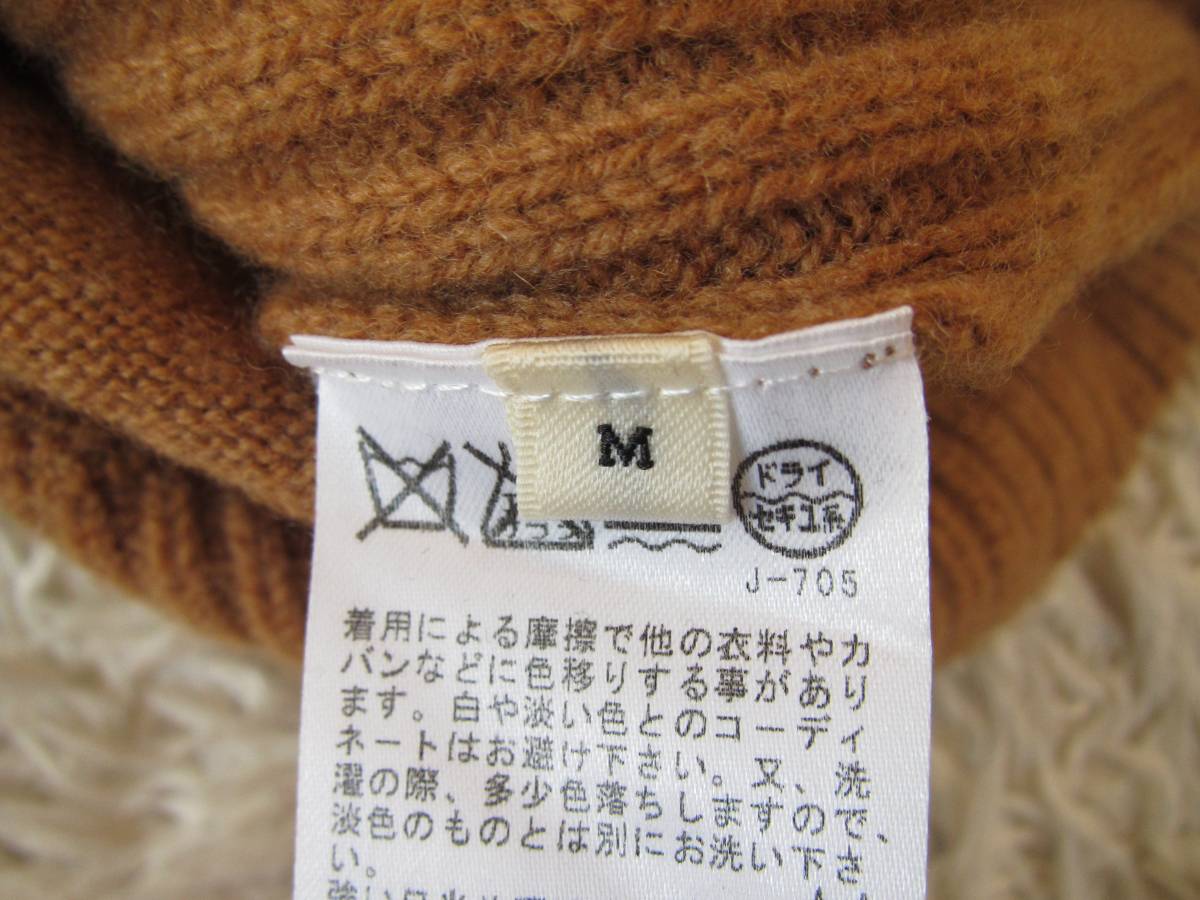 M
ドライ
セキユ系
J-705
着用による摩擦で他の衣料やカ
バンなどに色移りする事があり
ます。白や淡い色とのコーディ
ネートはお避け下さい。又、洗
濯の際、多少色落ちしますので、
淡色のものとは別にお洗い下さ
い。